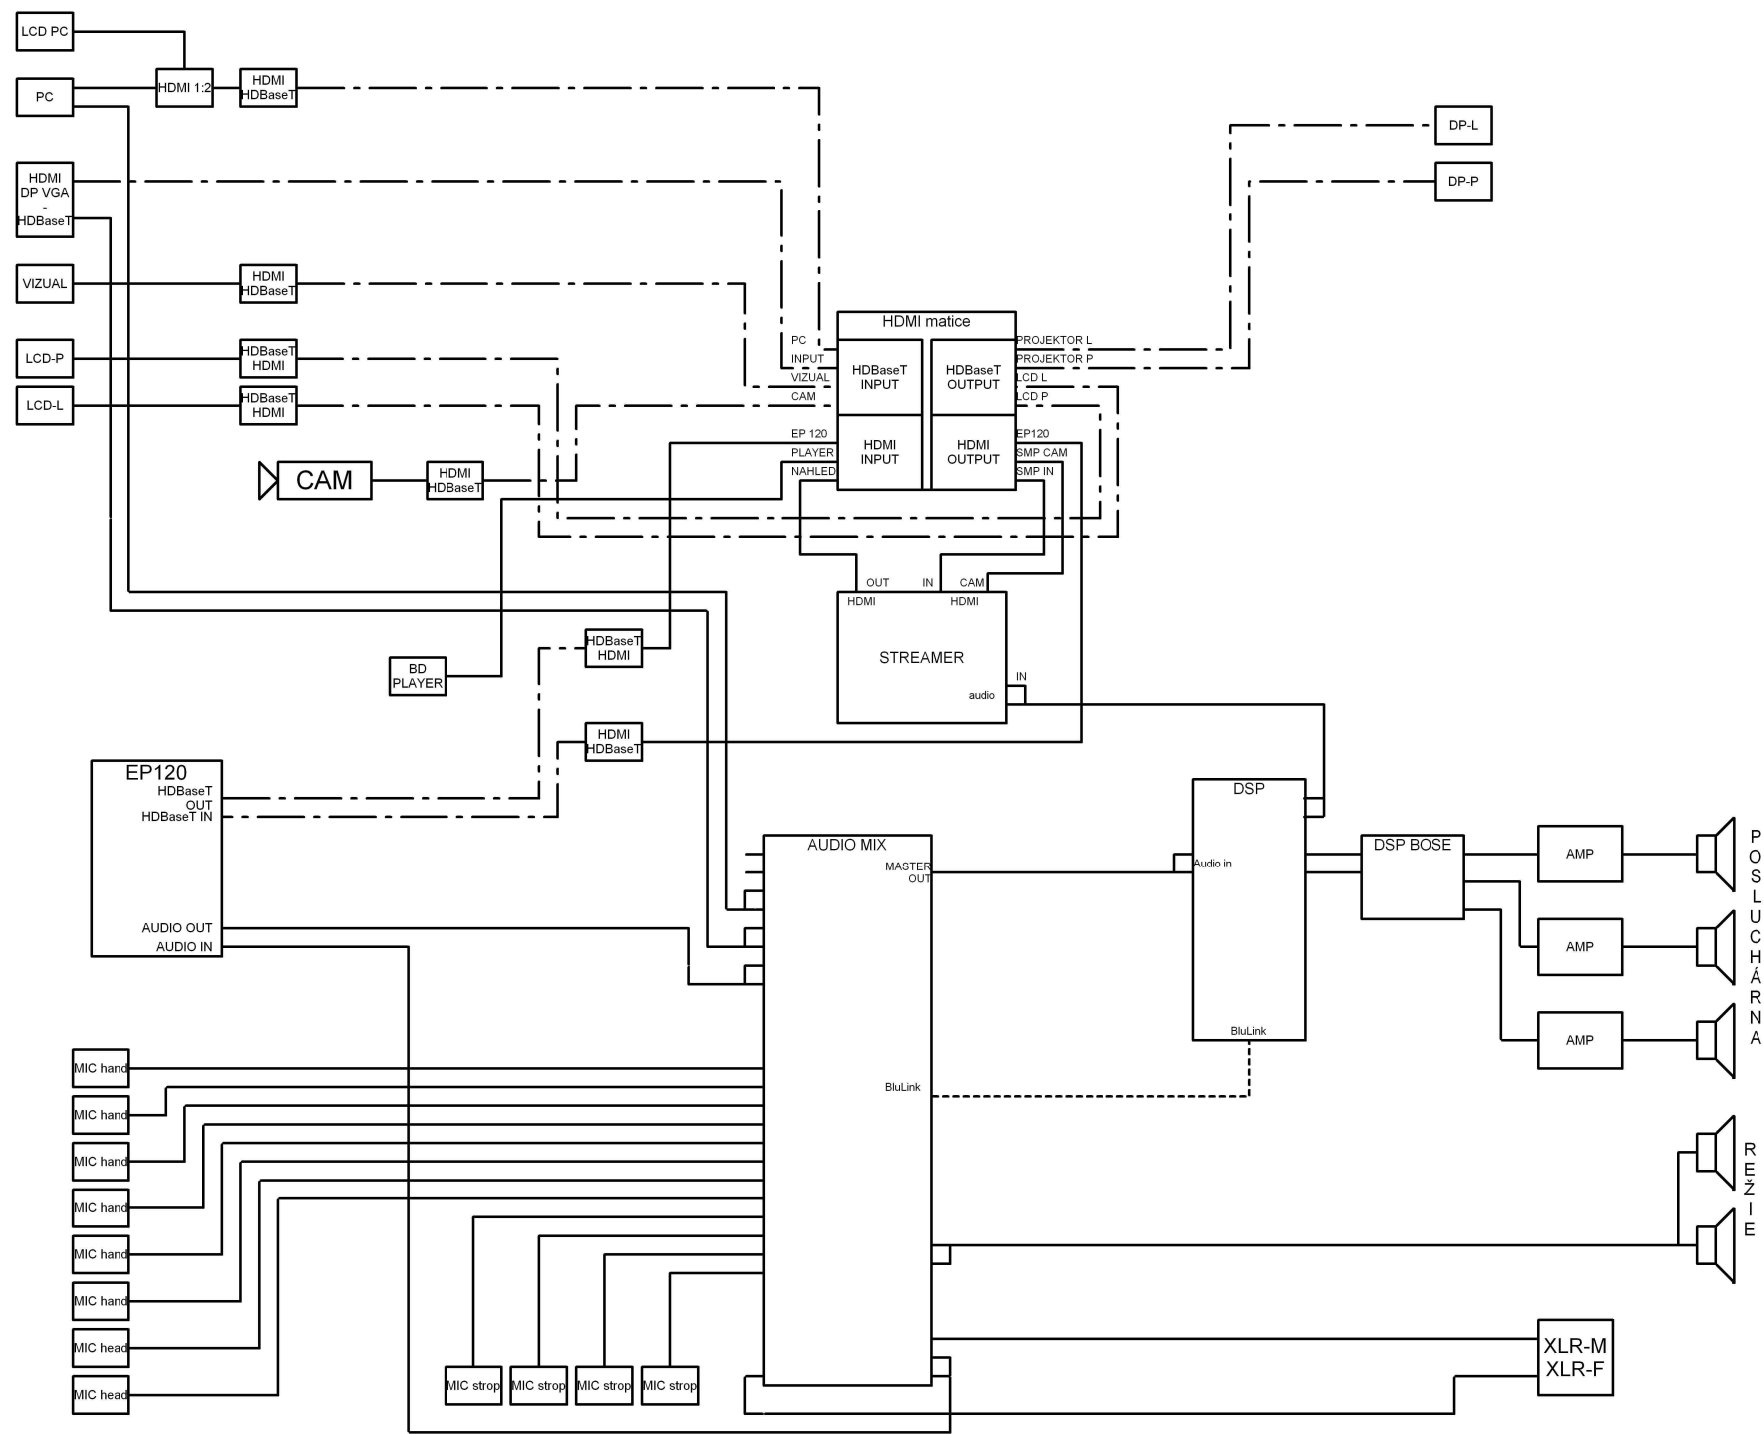 LCD PC
PC
HDMI 1:2
HDMI
HDBaseT
HDMI
DP VGA
-
HDBaseT
VIZUAL
HDMI
HDBaseT
LCD-P
HDBaseT
HDMI
LCD-L
HDBaseT
HDMI
CAM
HDMI
HDBaseT
DP-L
DP-P
HDMI matice
PC
INPUT
VIZUAL
CAM
HDBaseT
INPUT
HDBaseT
OUTPUT
PROJEKTOR L
PROJEKTOR P
LCD L
LCD P
EP 120
PLAYER
NAHLED
HDMI
INPUT
HDMI
OUTPUT
EP120
SMP CAM
SMP IN
OUT
IN
CAM
HDMI
HDMI
STREAMER
IN
audio
HDBaseT
HDMI
BD
PLAYER
HDMI
HDBaseT
EP120
HDBaseT
OUT
HDBaseT IN
AUDIO OUT
AUDIO IN
AUDIO MIX
MASTER
OUT
BluLink
DSP
Audio in
BluLink
DSP BOSE
AMP
AMP
AMP
POSLUCHÁRNA
REŽIE
MIC hand
MIC hand
MIC hand
MIC hand
MIC hand
MIC hand
MIC head
MIC head
MIC strop
MIC strop
MIC strop
MIC strop
XLR-M
XLR-F